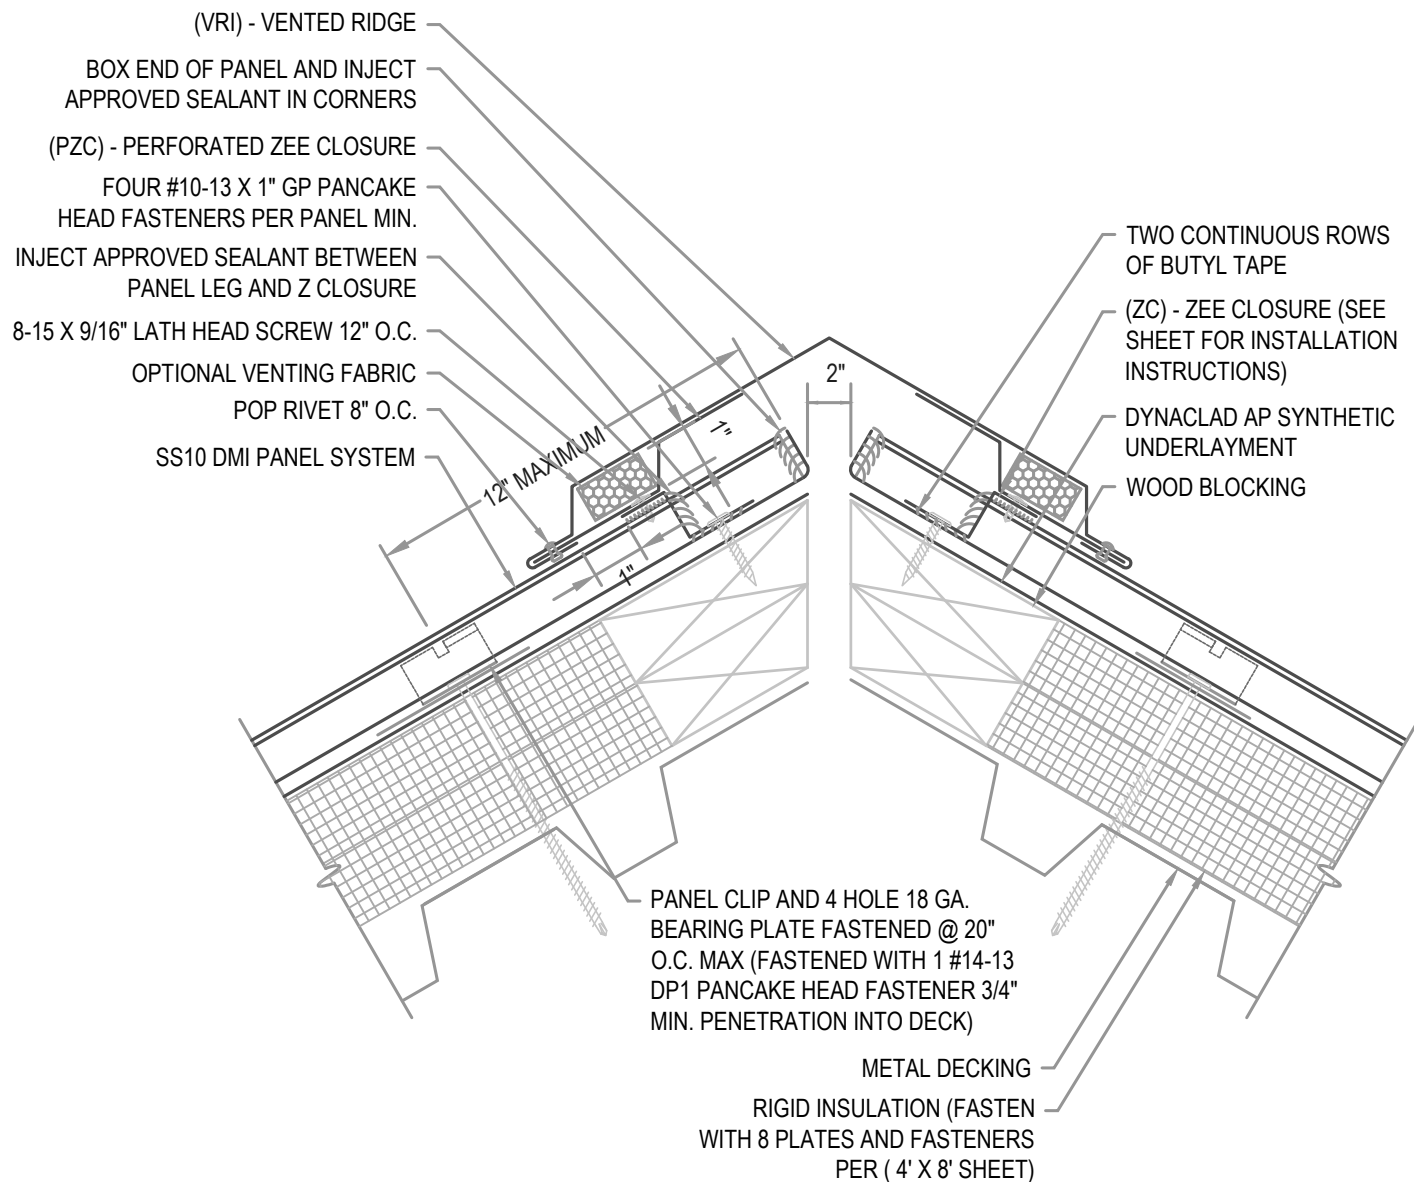 (VRI) - VENTED RIDGE
BOX END OF PANEL AND INJECT
APPROVED SEALANT IN CORNERS
(PZC) - PERFORATED ZEE CLOSURE
FOUR #10-13 X 1" GP PANCAKE
HEAD FASTENERS PER PANEL MIN.
INJECT APPROVED SEALANT BETWEEN
PANEL LEG AND Z CLOSURE
8-15 X 9/16" LATH HEAD SCREW 12" O.C.
OPTIONAL VENTING FABRIC
POP RIVET 8" O.C.
SS10 DMI PANEL SYSTEM
12" MAXIMUM
1"
1"
2"
TWO CONTINUOUS ROWS
OF BUTYL TAPE
(ZC) - ZEE CLOSURE (SEE
SHEET FOR INSTALLATION
INSTRUCTIONS)
DYNACLAD AP SYNTHETIC
UNDERLAYMENT
WOOD BLOCKING
PANEL CLIP AND 4 HOLE 18 GA.
BEARING PLATE FASTENED @ 20"
O.C. MAX (FASTENED WITH 1 #14-13
DP1 PANCAKE HEAD FASTENER 3/4"
MIN. PENETRATION INTO DECK)
METAL DECKING
RIGID INSULATION (FASTEN
WITH 8 PLATES AND FASTENERS
PER ( 4' X 8' SHEET)